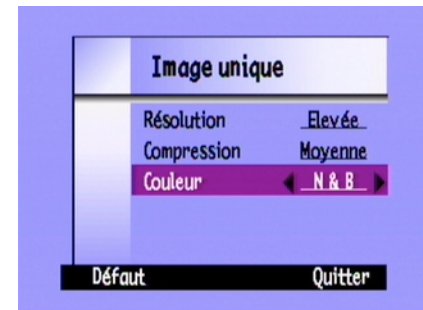 Image unique
Résolution Elevée
Compression Moyenne
Couleur N & B
Défaut Quitter